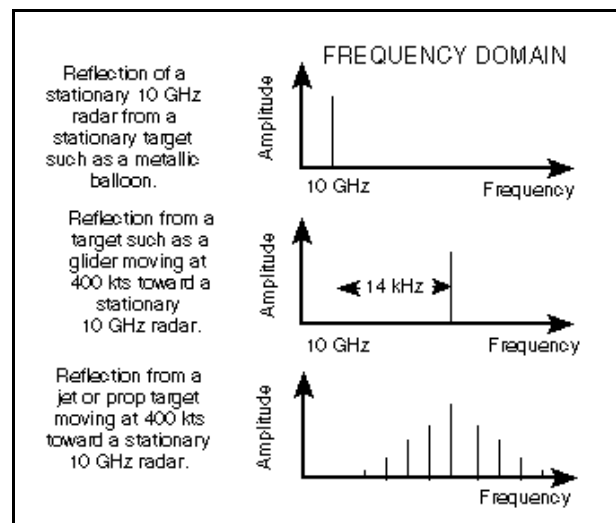 FREQUENCY DOMAIN
Reflection of a
stationary 10 GHz
radar from a
stationary target
such as a metallic
balloon.
Amplitude
10 GHz
Frequency
Reflection from a
target such as a
glider moving at
400 kts toward a
stationary
10 GHz radar.
Amplitude
14 kHz
10 GHz
Frequency
Reflection from a
jet or prop target
moving at 400 kts
toward a stationary
10 GHz radar.
Amplitude
Frequency